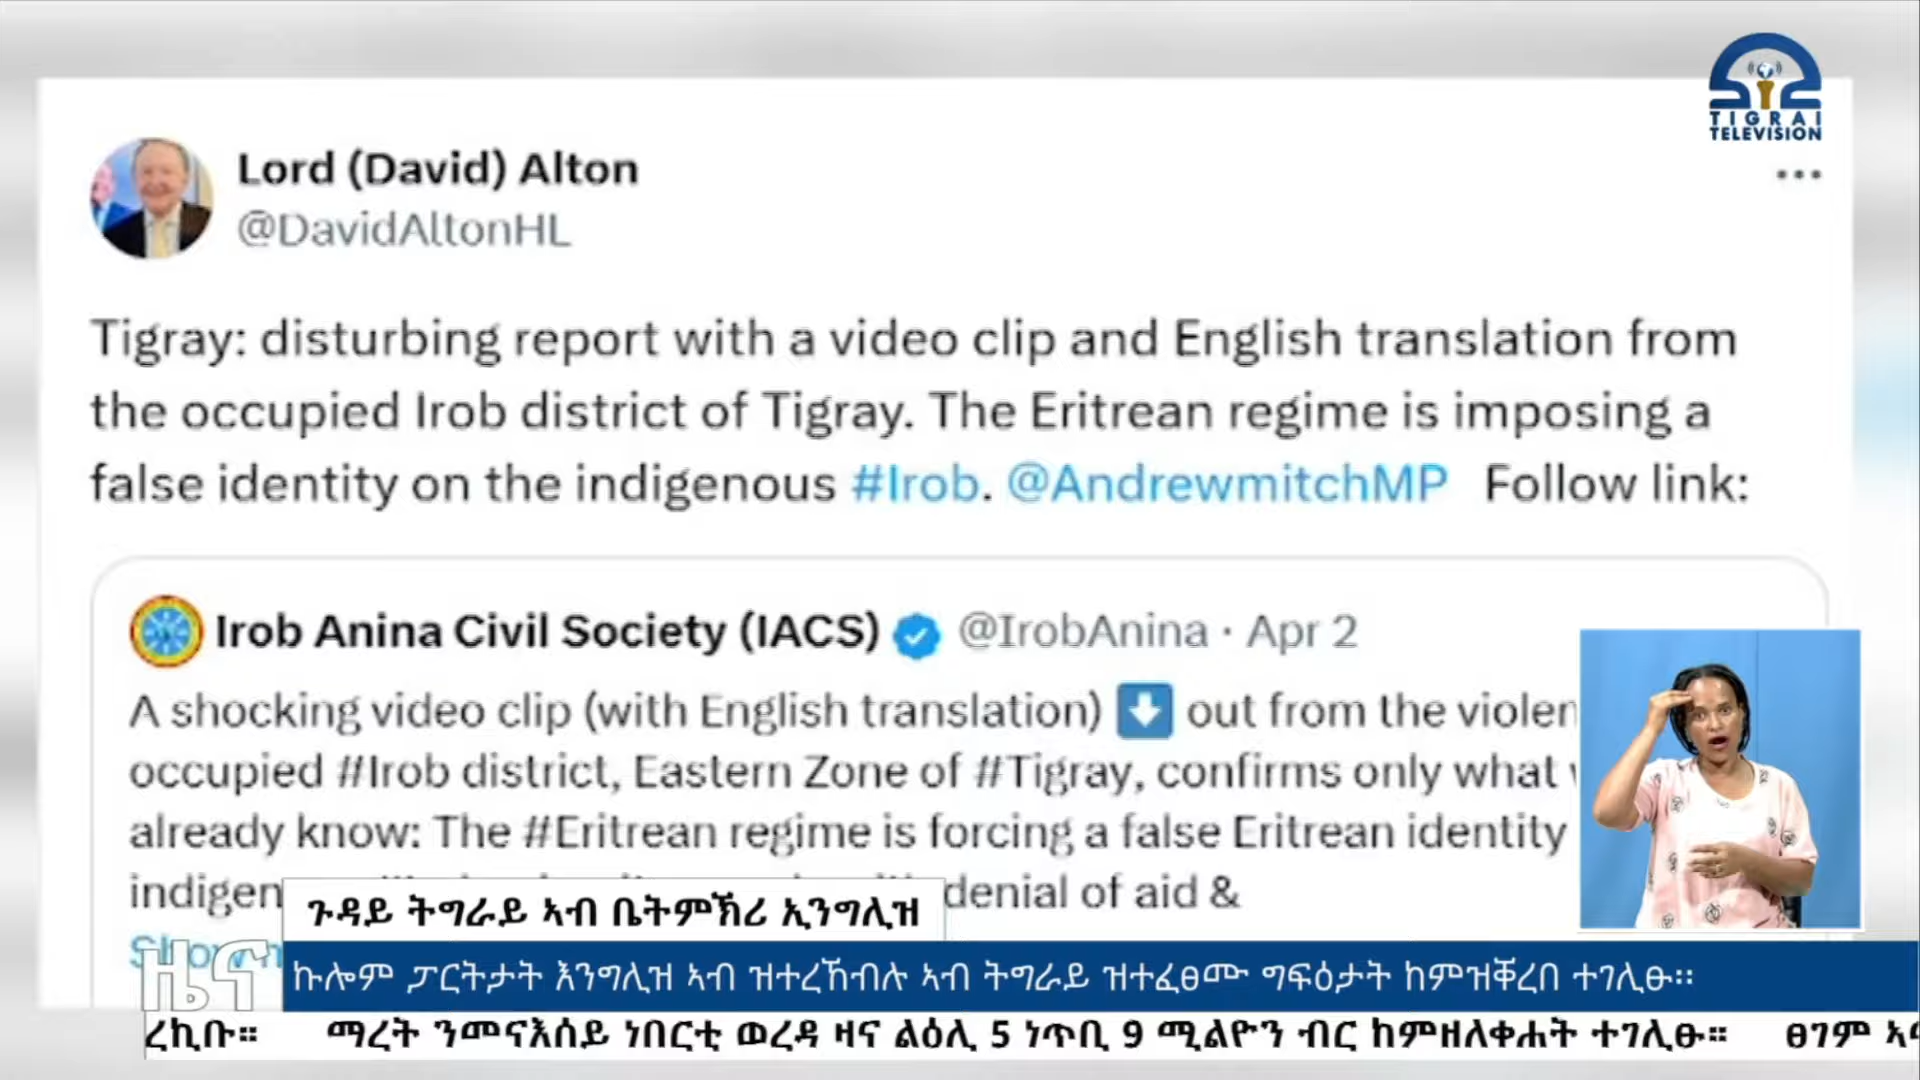 TIGRAI
TELEVISION
Lord (David) Alton
@DavidAltonHL
Tigray: disturbing report with a video clip and English translation from
the occupied Irob district of Tigray. The Eritrean regime is imposing a
false identity on the indigenous #Irob. @AndrewmitchMP Follow link:
Irob Anina Civil Society (IACS) @IrobAnina · Apr 2
A shocking video clip (with English translation) out from the
occupied #Irob district, Eastern Zone of #Tigray, confirms only what
already know: The #Eritrean regime is forcing a false Eritrean identity
denial of aid &
ጉዳይ ትግራይ ኣብ ቤትምኽሪ ኢንግሊዝ
ዜና
ኩሎም ፓርትታት እንግሊዝ ኣብ ዝተረኸብሉ ኣብ ትግራይ ዝተፈፀሙ ግፍዕታት ከምዝቐረበ ተገሊፁ።
ረኪቡ። ማረት ንመናእሰይ ነበርቲ ወረዳ ዛና ልዕሊ 5 ነጥቢ 9 ሚልዮን ብር ከምዘለቀሐት ተገሊፁ። ፀገም